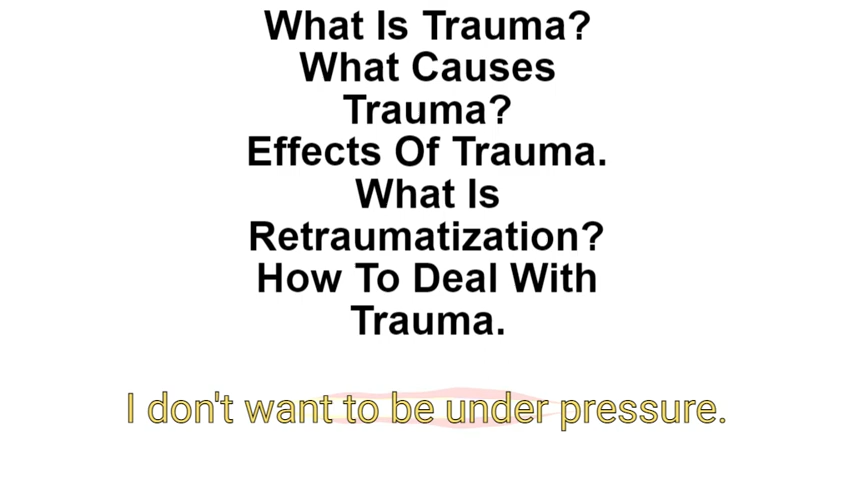 What Is Trauma?
What Causes
Trauma?
Effects Of Trauma.
What Is
Retraumatization?
How To Deal With
Trauma.
I don't want to be under pressure.